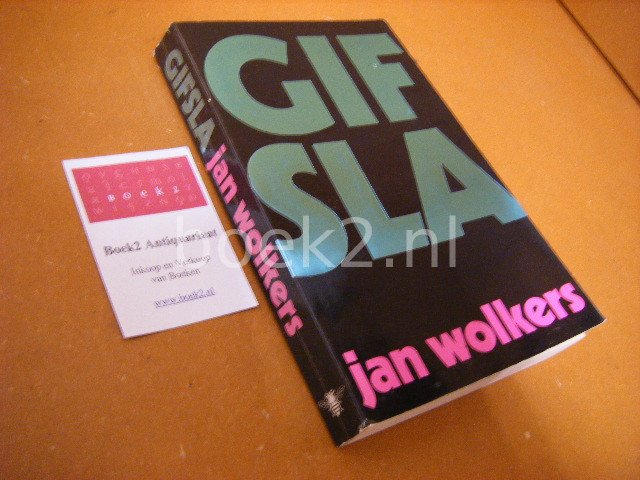 GIFSLA jan wolkers
GIF
SLA
jan wolkers
BOEK2
Boek2 Antiquariaat
Inkoop en Verkoop
van Boeken
www.boek2.nl
boek2.nl